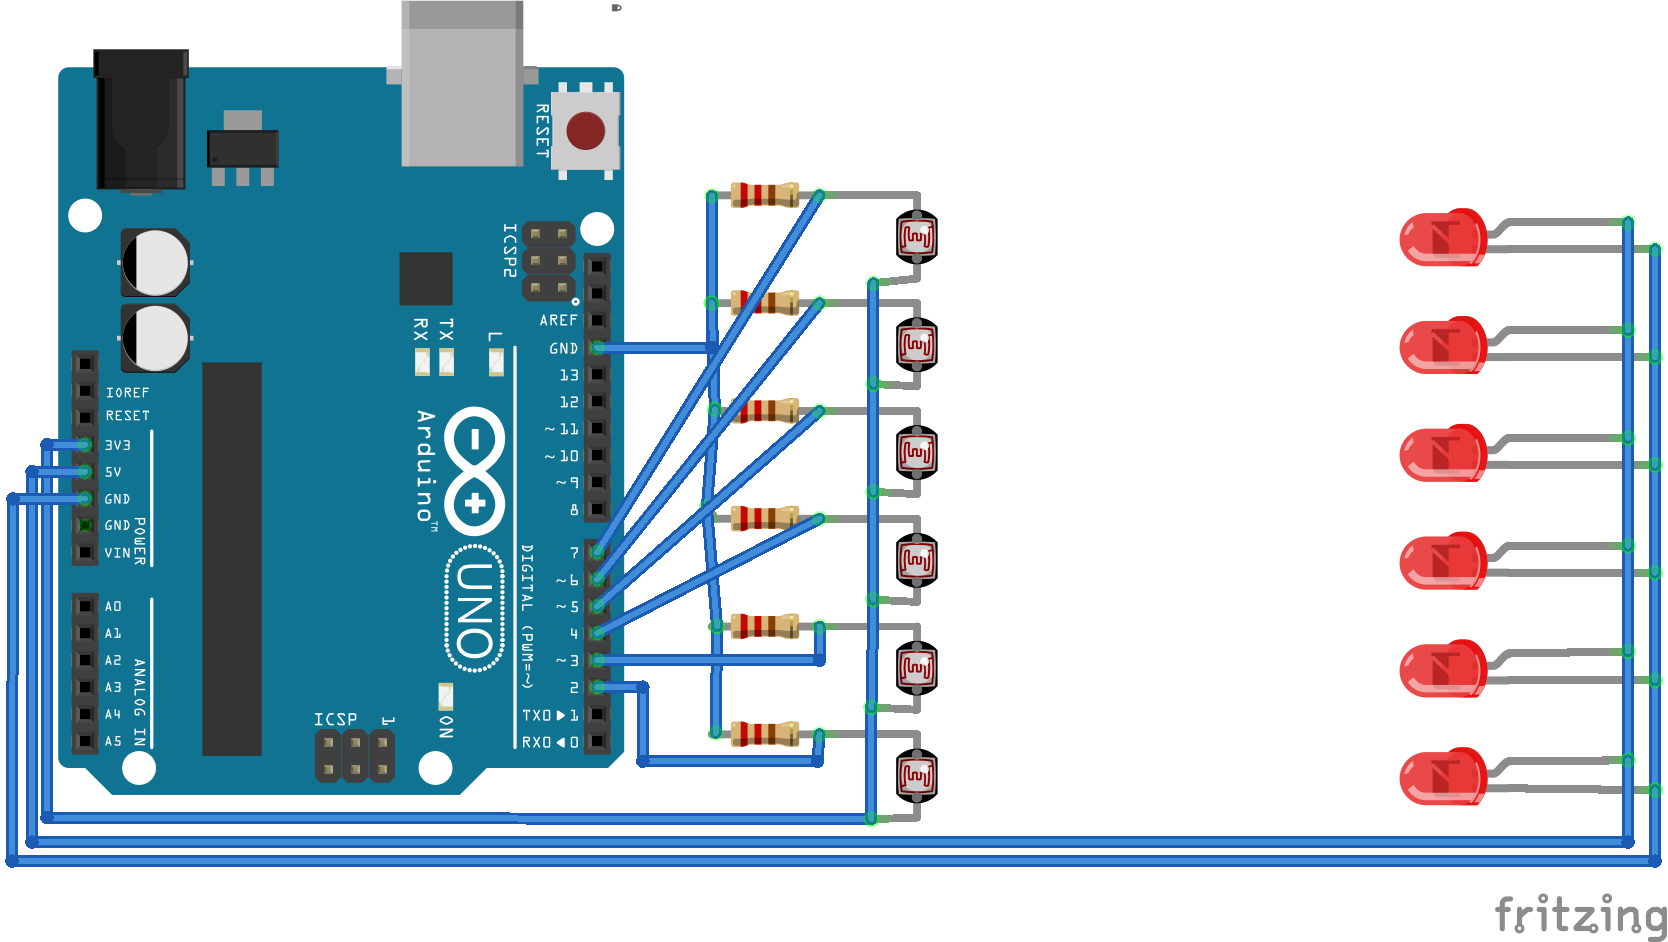 RESET
ICSP2
AREF
GND
13
12
~11
~10
~9
8
7
~6
~5
4
~3
2
TX0▶1
RX0◀0
DIGITAL (PWM=~)
RX
TX
L
Arduino™
UNO
IOREF
RESET
3V3
5V
GND
GND
VIN
POWER
A0
A1
A2
A3
A4
A5
ANALOG IN
ICSP
1
ON
fritzing